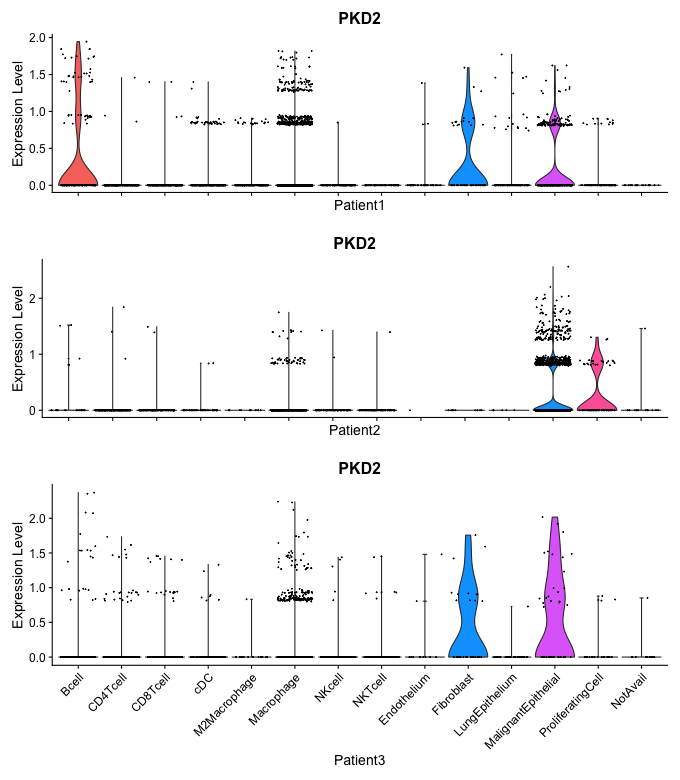 PKD2
Expression Level
2.0
1.5
1.0
0.5
0.0
Patient1
PKD2
Expression Level
2
1
0
Patient2
PKD2
Expression Level
2.0
1.5
1.0
0.5
0.0
Bcell
CD4Tcell
CD8Tcell
cDC
M2Macrophage
Macrophage
NKcell
NKTcell
Endothelium
Fibroblast
LungEpithelium
MalignantEpithelial
ProliferatingCell
NotAvail
Patient3